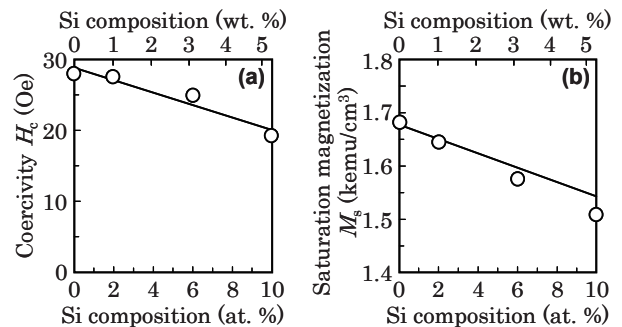 Si composition (wt. %)
0 1 2 3 4 5
30
20
10
0
Coercivity Hc (Oe)
(a)
0 2 4 6 8 10
Si composition (at. %)
Si composition (wt. %)
0 1 2 3 4 5
1.8
1.7
1.6
1.5
1.4
Saturation magnetization
Ms (kemu/cm³)
(b)
0 2 4 6 8 10
Si composition (at. %)